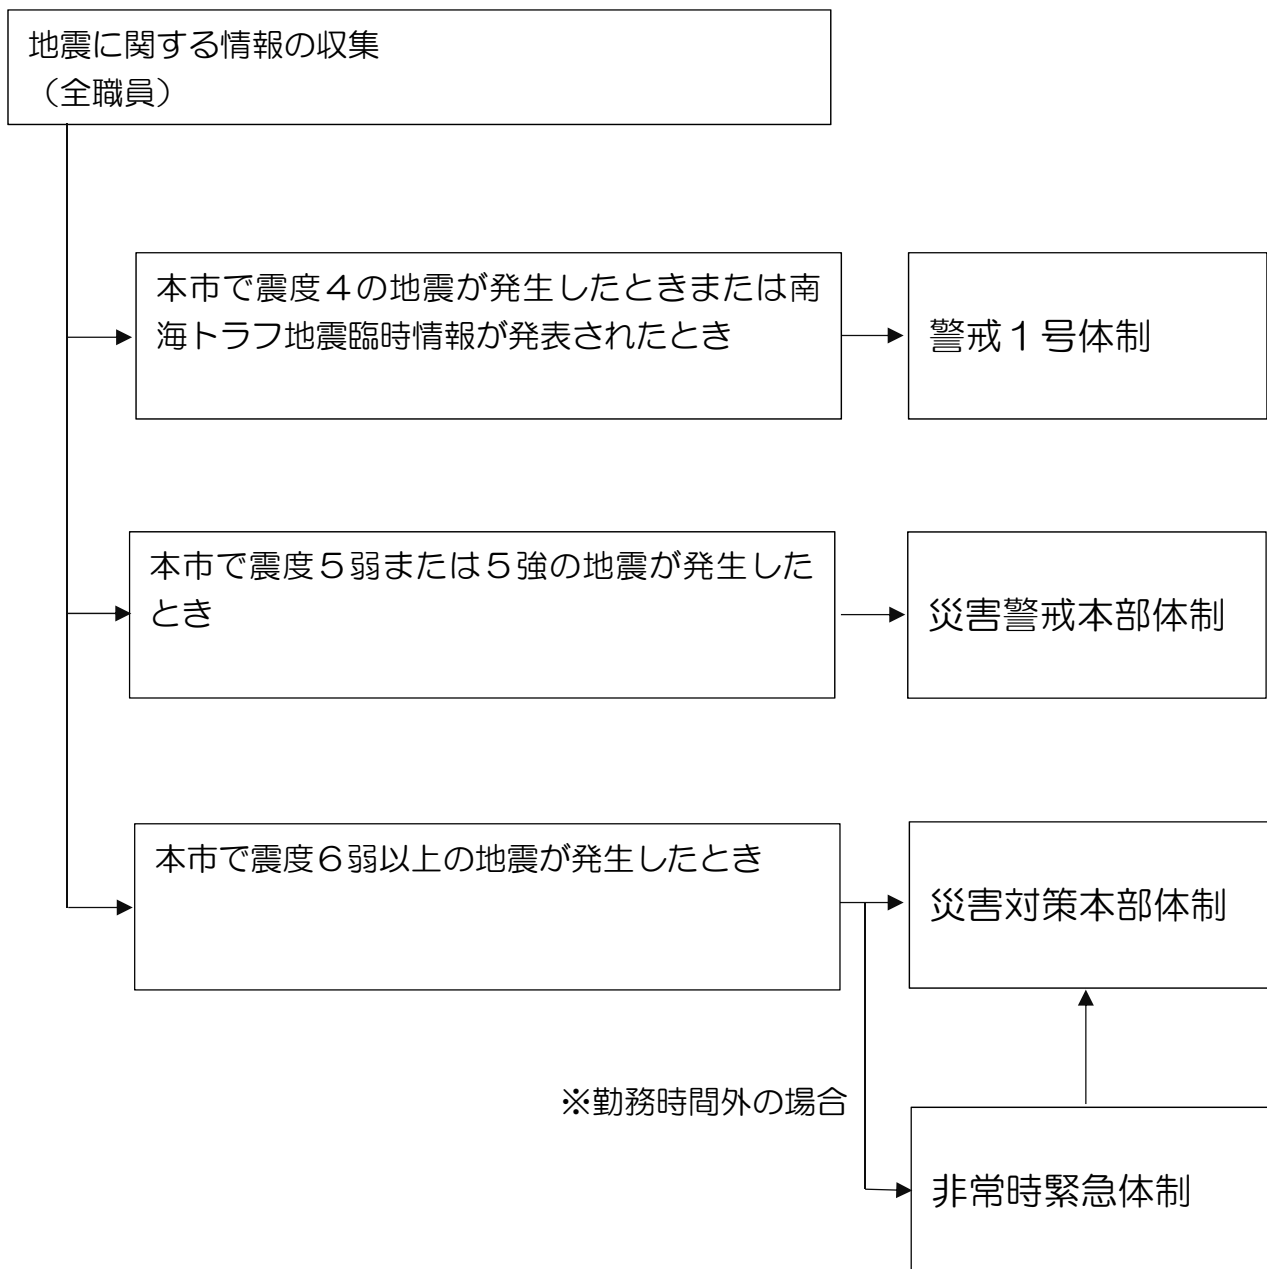 地震に関する情報の収集
（全職員）
本市で震度４の地震が発生したときまたは南
海トラフ地震臨時情報が発表されたとき
警戒１号体制
本市で震度５弱または５強の地震が発生した
とき
災害警戒本部体制
本市で震度６弱以上の地震が発生したとき
災害対策本部体制
※勤務時間外の場合
非常時緊急体制